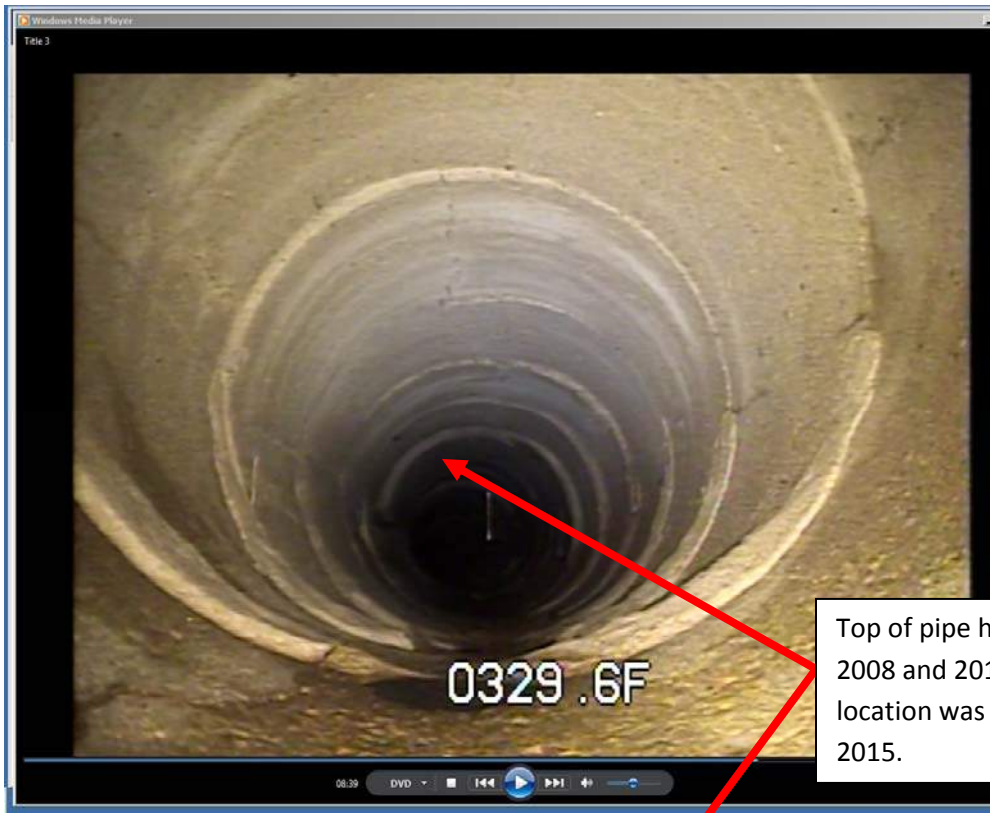 Windows Media Player
Title 3
0329 .6F
Top of pipe h
2008 and 201
location was
2015.
08:39
DVD